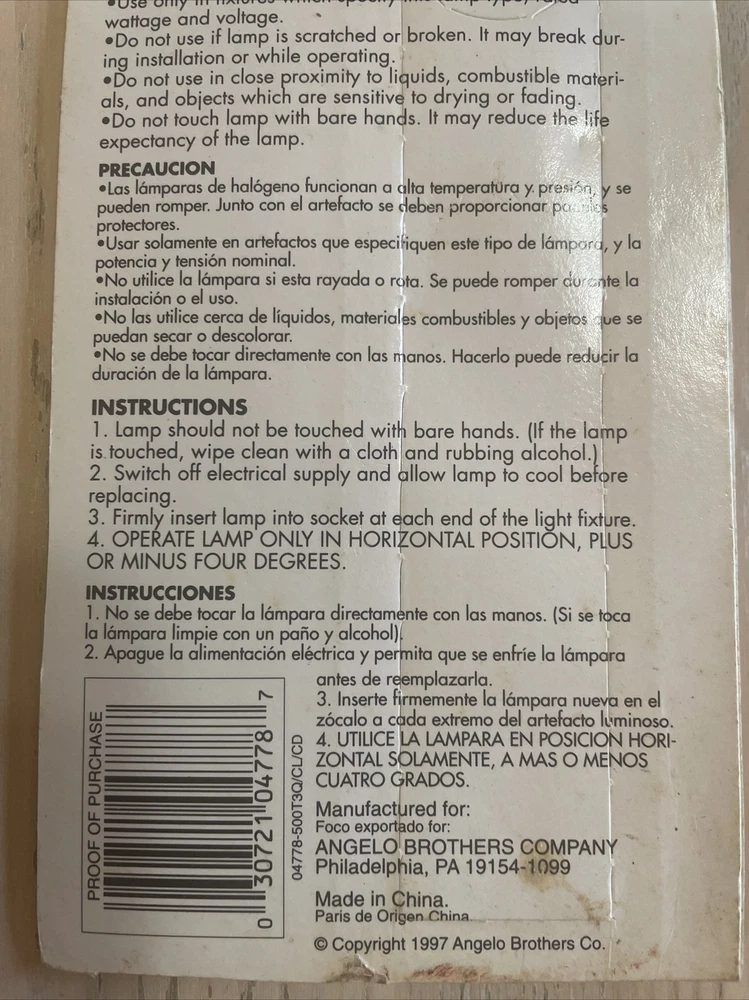 •Use only in fixtures which specify this lamp type, rated
wattage and voltage.
•Do not use if lamp is scratched or broken. It may break dur-
ing installation or while operating.
•Do not use in close proximity to liquids, combustible materi-
als, and objects which are sensitive to drying or fading.
•Do not touch lamp with bare hands. It may reduce the life
expectancy of the lamp.
PRECAUCION
•Las lámparas de halógeno funcionan a alta temperatura y presión, y se
pueden romper. Junto con el artefacto se deben proporcionar
protectores.
•Usar solamente en artefactos que especifiquen este tipo de lámpara, y la
potencia y tensión nominal.
•No utilice la lámpara si esta rayada o rota. Se puede romper durante la
instalación o el uso.
•No las utilice cerca de líquidos, materiales combustibles y objetos que se
puedan secar o descolorar.
•No se debe tocar directamente con las manos. Hacerlo puede reducir la
duración de la lámpara.
INSTRUCTIONS
1. Lamp should not be touched with bare hands. (If the lamp
is touched, wipe clean with a cloth and rubbing alcohol.)
2. Switch off electrical supply and allow lamp to cool before
replacing.
3. Firmly insert lamp into socket at each end of the light fixture.
4. OPERATE LAMP ONLY IN HORIZONTAL POSITION, PLUS
OR MINUS FOUR DEGREES.
INSTRUCCIONES
1. No se debe tocar la lámpara directamente con las manos. (Si se toca
la lámpara limpie con un paño y alcohol).
2. Apague la alimentación eléctrica y permita que se enfríe la lámpara
antes de reemplazarla.
3. Inserte firmemente la lámpara nueva en el
zócalo a cada extremo del artefacto luminoso.
4. UTILICE LA LAMPARA EN POSICION HORI-
ZONTAL SOLAMENTE, A MAS O MENOS
CUATRO GRADOS.
PROOF OF PURCHASE
0 30721 04778 7
04778-500T3Q/CL/CD
Manufactured for:
Foco exportado for:
ANGELO BROTHERS COMPANY
Philadelphia, PA 19154-1099
Made in China.
Paris de Origen China.
© Copyright 1997 Angelo Brothers Co.